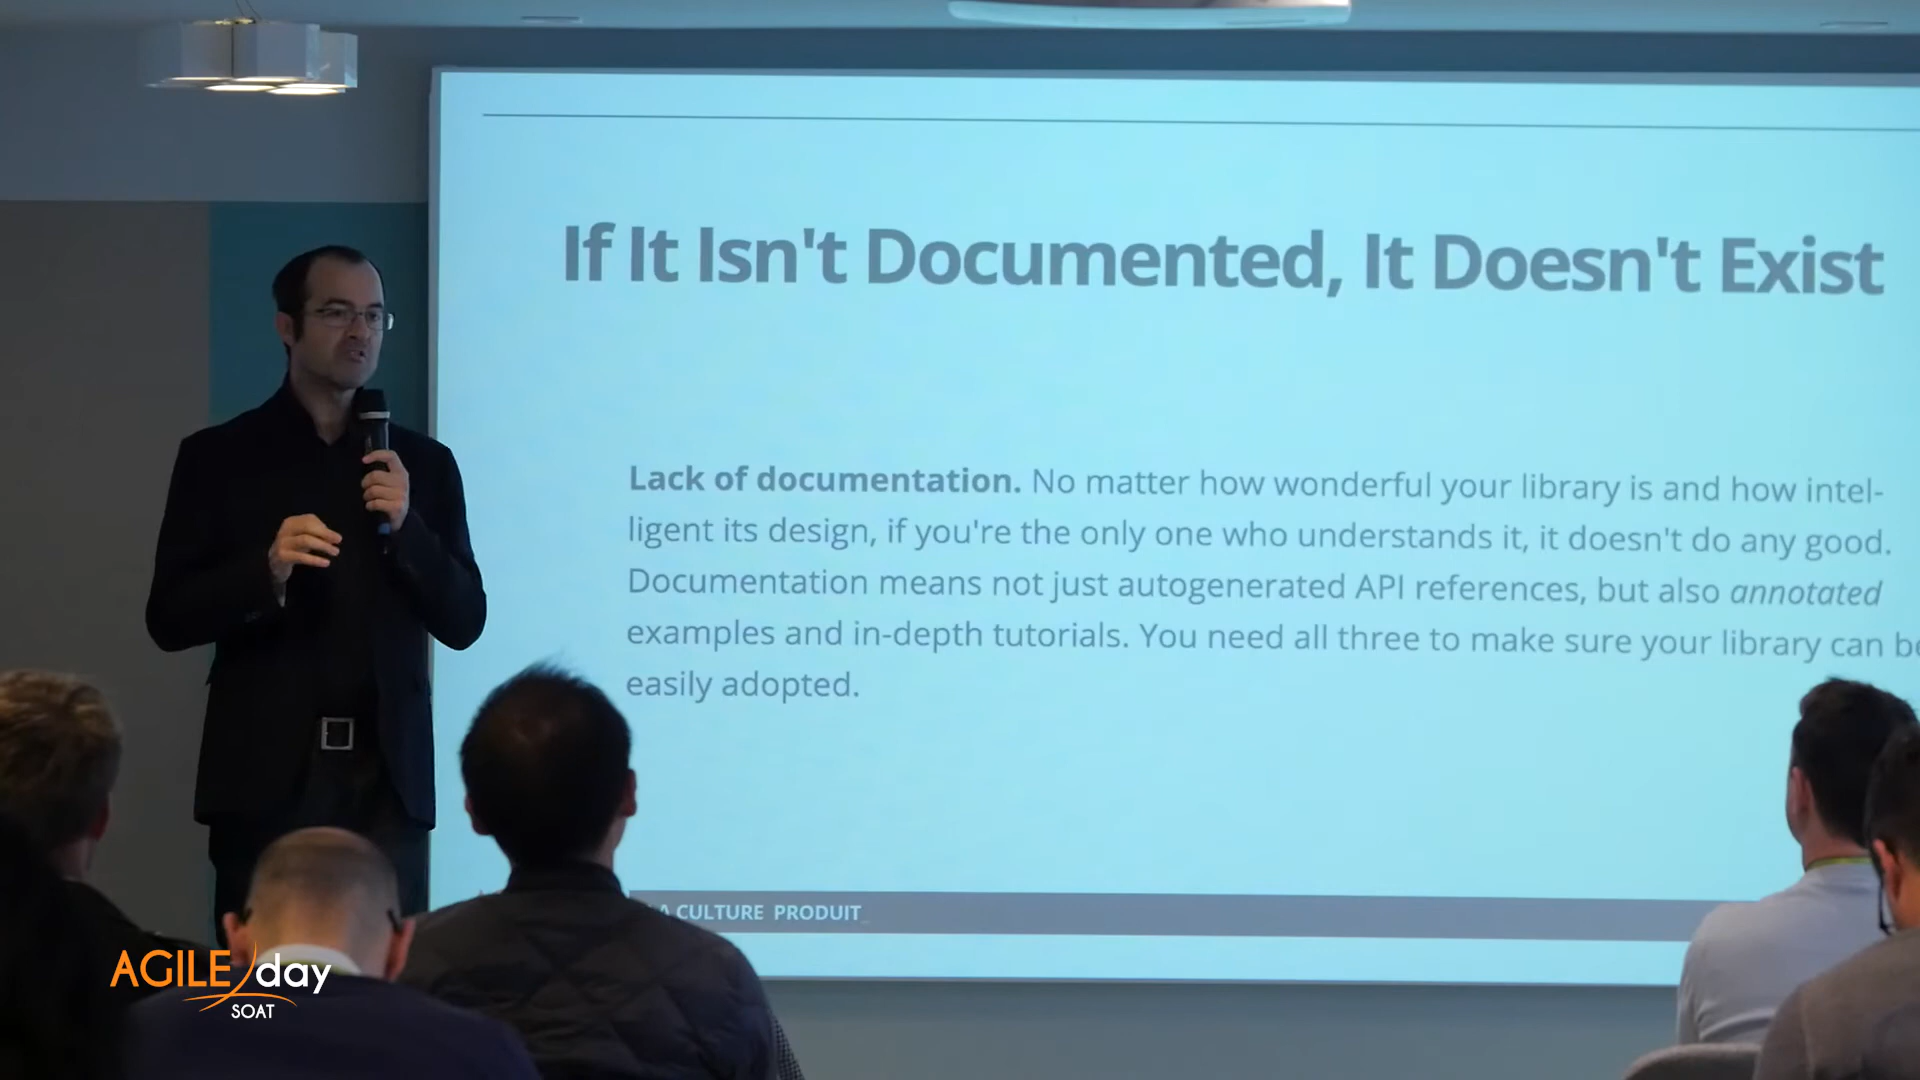 If It Isn't Documented, It Doesn't Exist
Lack of documentation. No matter how wonderful your library is and how intel-
ligent its design, if you're the only one who understands it, it doesn't do any good.
Documentation means not just autogenerated API references, but also annotated
examples and in-depth tutorials. You need all three to make sure your library can be
easily adopted.
A CULTURE PRODUIT_
AGILE day
SOAT